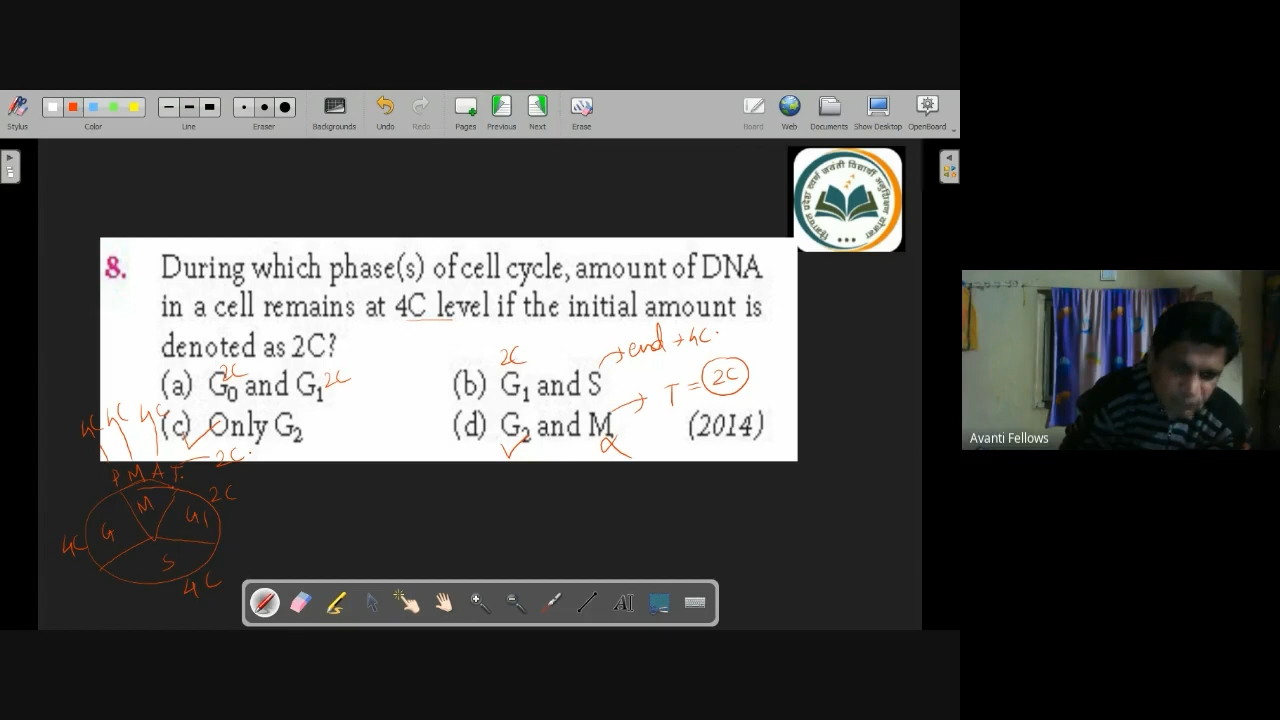 Stylus
Color
Line
Eraser
Backgrounds
Undo
Redo
Pages
Previous
Next
Erase
Board
Web
Documents
Show Desktop
OpenBoard
8. During which phase(s) of cell cycle, amount of DNA
in a cell remains at 4C level if the initial amount is
denoted as 2C?
2C 2C 2C → end → 4C.
(a) G₀ and G₁ (b) G₁ and S
→ T = 2C
(c) Only G₂ (d) G₂ and M (2014)
4C 4C 4C
P M A T. 2C.
M 2C
G G1
4C S
4C
AI
Avanti Fellows